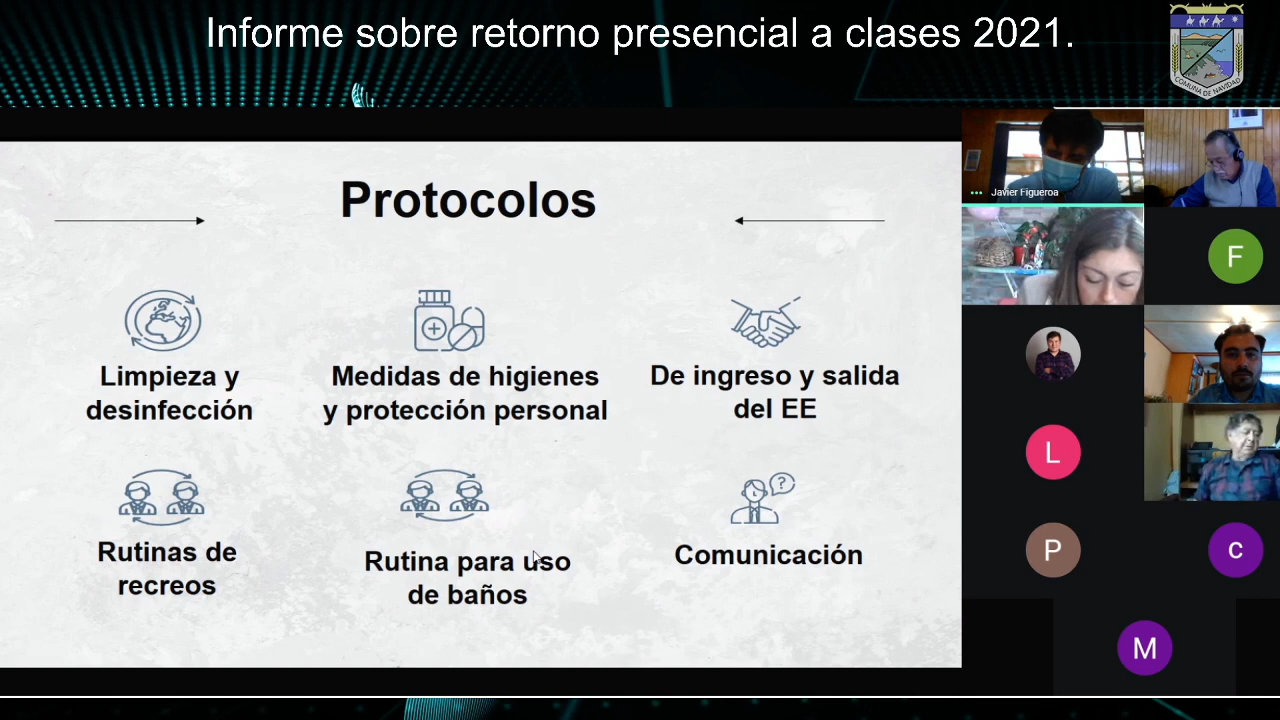 Informe sobre retorno presencial a clases 2021.
COMUNA DE NAVIDAD
Protocolos
Limpieza y
desinfección
Medidas de higienes
y protección personal
De ingreso y salida
del EE
Rutinas de
recreos
Rutina para uso
de baños
?
Comunicación
Javier Figueroa
F
L
P
c
M